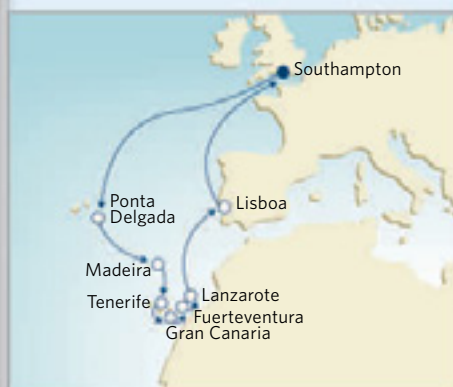 Southampton
Ponta
Delgada
Lisboa
Madeira
Tenerife
Lanzarote
Fuerteventura
Gran Canaria